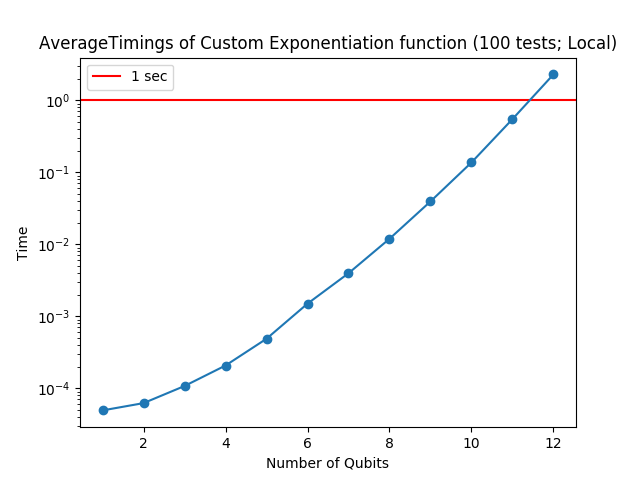 AverageTimings of Custom Exponentiation function (100 tests; Local)
1 sec
10⁰
10⁻¹
10⁻²
10⁻³
10⁻⁴
Time
2 4 6 8 10 12
Number of Qubits